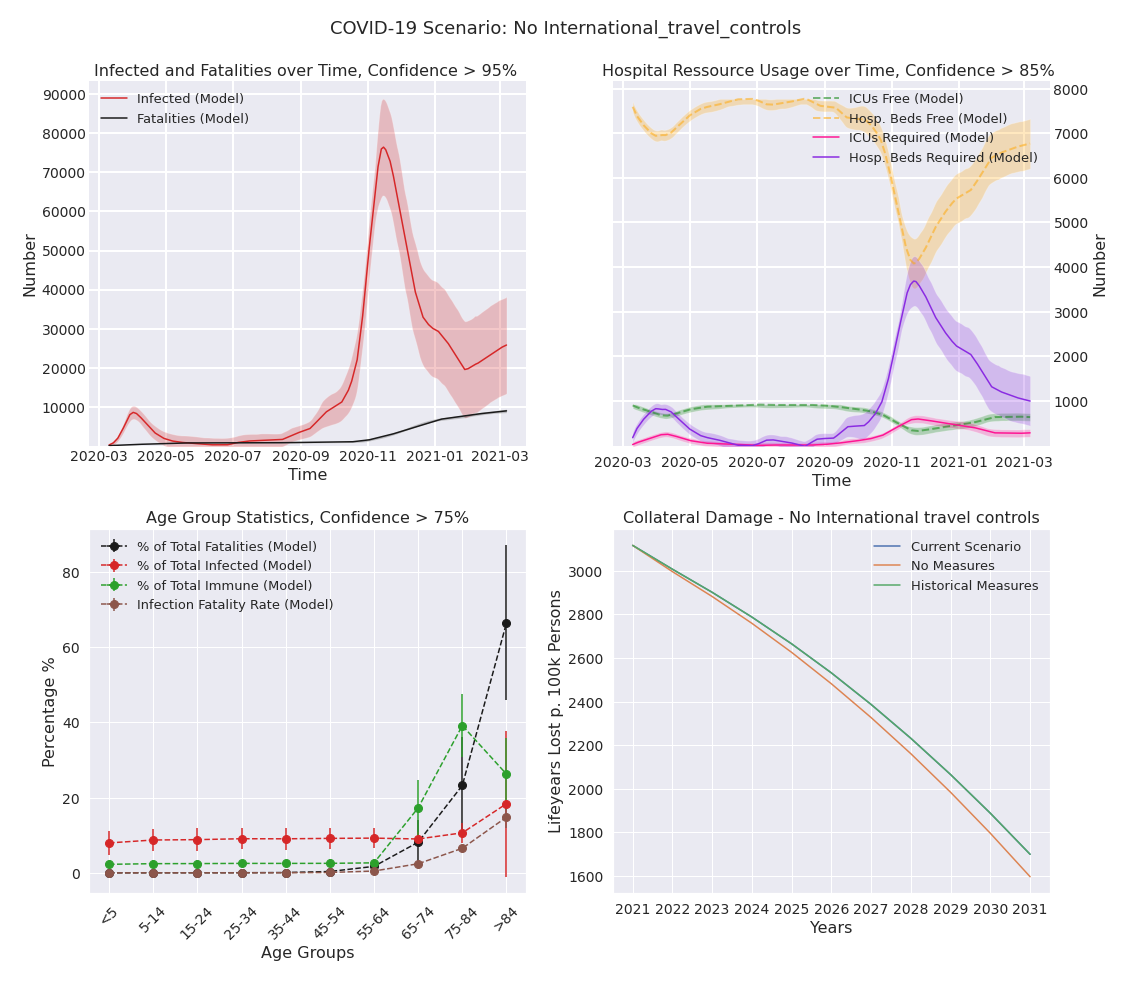 COVID-19 Scenario: No International_travel_controls
Infected and Fatalities over Time, Confidence > 95%
90000
80000
70000
60000
50000
40000
30000
20000
10000
Number
Infected (Model)
Fatalities (Model)
2020-03 2020-05 2020-07 2020-09 2020-11 2021-01 2021-03
Time
Hospital Ressource Usage over Time, Confidence > 85%
ICUs Free (Model)
Hosp. Beds Free (Model)
ICUs Required (Model)
Hosp. Beds Required (Model)
8000
7000
6000
5000
4000
3000
2000
1000
Number
2020-03 2020-05 2020-07 2020-09 2020-11 2021-01 2021-03
Time
Age Group Statistics, Confidence > 75%
80
60
40
20
0
Percentage %
% of Total Fatalities (Model)
% of Total Infected (Model)
% of Total Immune (Model)
Infection Fatality Rate (Model)
<5 5-14 15-24 25-34 35-44 45-54 55-64 65-74 75-84 >84
Age Groups
Collateral Damage - No International travel controls
3000
2800
2600
2400
2200
2000
1800
1600
Lifeyears Lost p. 100k Persons
Current Scenario
No Measures
Historical Measures
2021 2022 2023 2024 2025 2026 2027 2028 2029 2030 2031
Years